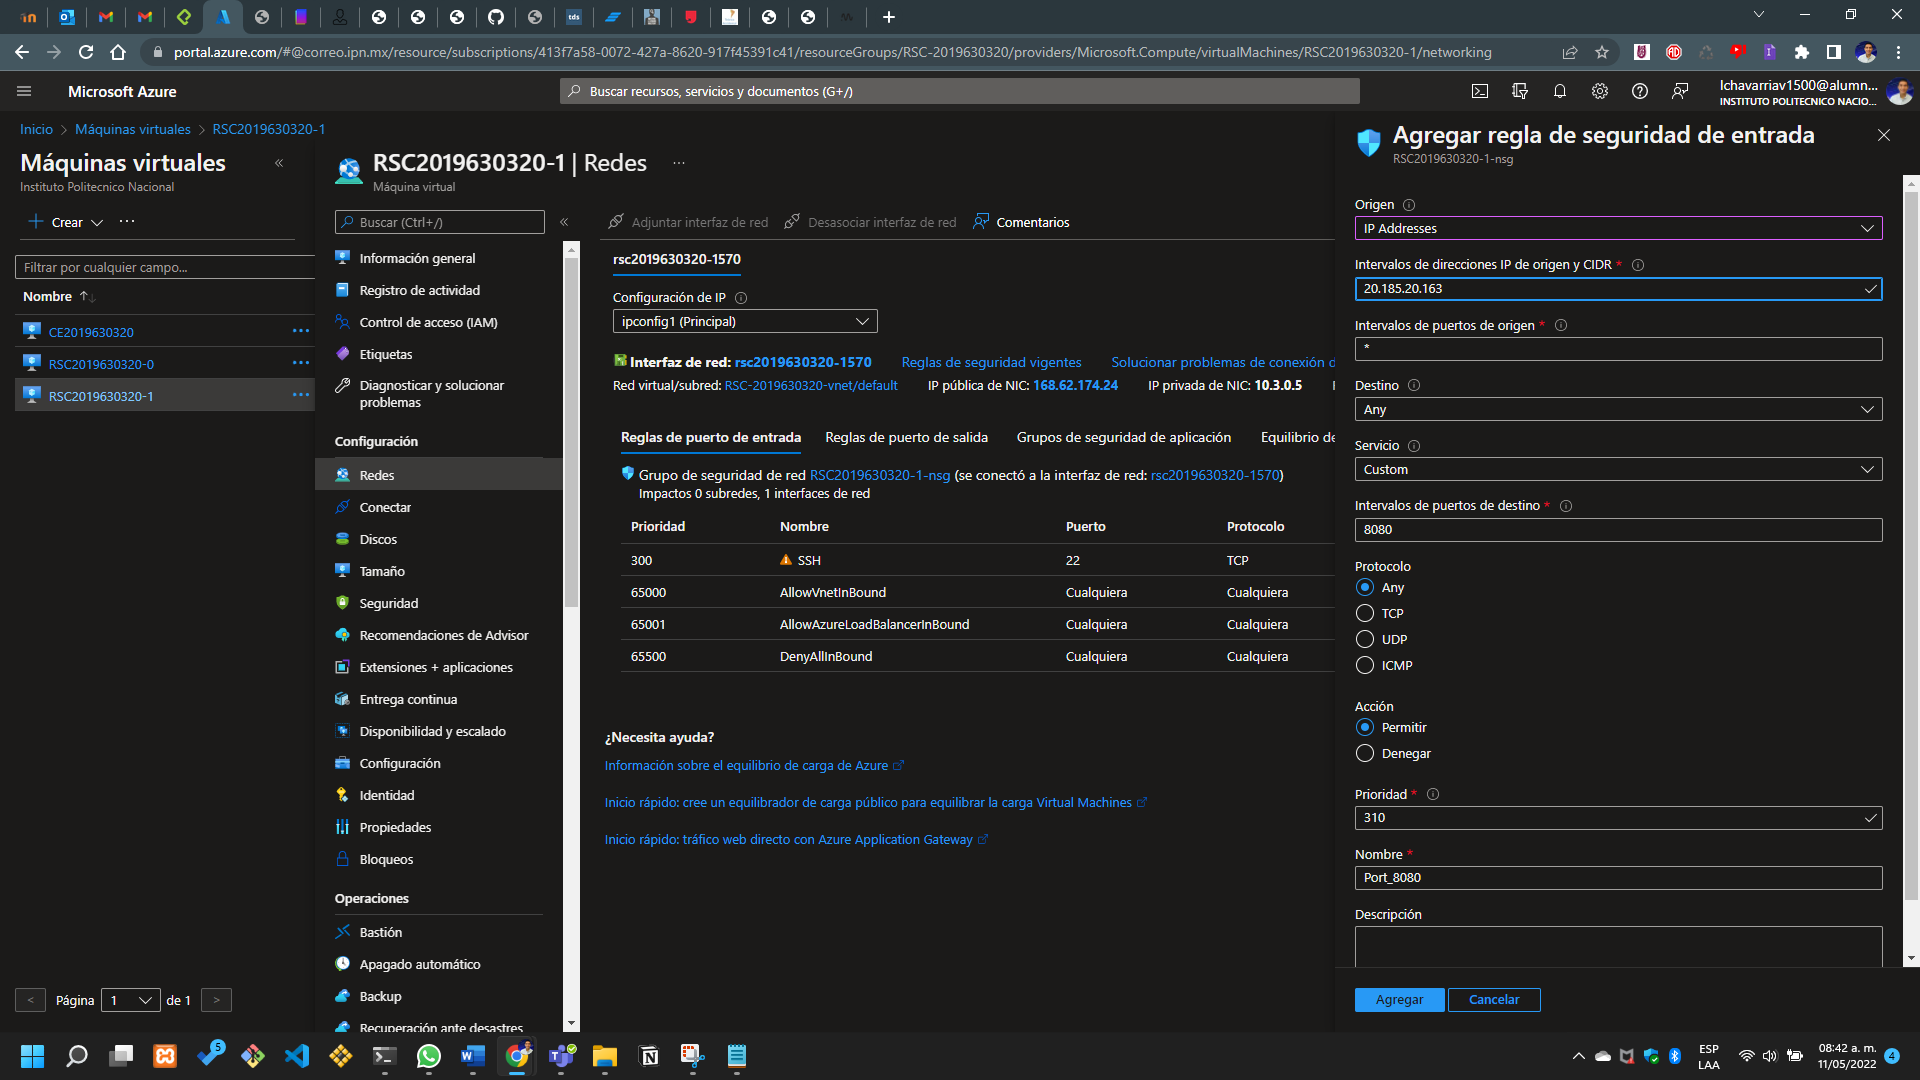 portal.azure.com/#@correo.ipn.mx/resource/subscriptions/413f7a58-0072-427a-8620-917f45391c41/resourceGroups/RSC-2019630320/providers/Microsoft.Compute/virtualMachines/RSC2019630320-1/networking
Microsoft Azure
Buscar recursos, servicios y documentos (G+/)
lchavarriav1500@alumn...
INSTITUTO POLITECNICO NACIO...
Inicio > Máquinas virtuales > RSC2019630320-1
Máquinas virtuales
Instituto Politecnico Nacional
Crear
Filtrar por cualquier campo...
Nombre
CE2019630320
RSC2019630320-0
RSC2019630320-1
Página 1 de 1
RSC2019630320-1 | Redes
Máquina virtual
Buscar (Ctrl+/)
Información general
Registro de actividad
Control de acceso (IAM)
Etiquetas
Diagnosticar y solucionar
problemas
Configuración
Redes
Conectar
Discos
Tamaño
Seguridad
Recomendaciones de Advisor
Extensiones + aplicaciones
Entrega continua
Disponibilidad y escalado
Configuración
Identidad
Propiedades
Bloqueos
Operaciones
Bastión
Apagado automático
Backup
Recuperación ante desastres
Adjuntar interfaz de red Desasociar interfaz de red Comentarios
rsc2019630320-1570
Configuración de IP
ipconfig1 (Principal)
Interfaz de red: rsc2019630320-1570 Reglas de seguridad vigentes Solucionar problemas de conexión d
Red virtual/subred: RSC-2019630320-vnet/default IP pública de NIC: 168.62.174.24 IP privada de NIC: 10.3.0.5
Reglas de puerto de entrada Reglas de puerto de salida Grupos de seguridad de aplicación Equilibrio de
Grupo de seguridad de red RSC2019630320-1-nsg (se conectó a la interfaz de red: rsc2019630320-1570)
Impactos 0 subredes, 1 interfaces de red
Prioridad Nombre Puerto Protocolo
300 SSH 22 TCP
65000 AllowVnetInBound Cualquiera Cualquiera
65001 AllowAzureLoadBalancerInBound Cualquiera Cualquiera
65500 DenyAllInBound Cualquiera Cualquiera
¿Necesita ayuda?
Información sobre el equilibrio de carga de Azure
Inicio rápido: cree un equilibrador de carga público para equilibrar la carga Virtual Machines
Inicio rápido: tráfico web directo con Azure Application Gateway
Agregar regla de seguridad de entrada
RSC2019630320-1-nsg
Origen
IP Addresses
Intervalos de direcciones IP de origen y CIDR *
20.185.20.163
Intervalos de puertos de origen *
*
Destino
Any
Servicio
Custom
Intervalos de puertos de destino *
8080
Protocolo
Any
TCP
UDP
ICMP
Acción
Permitir
Denegar
Prioridad *
310
Nombre *
Port_8080
Descripción
Agregar Cancelar
5
ESP
LAA
08:42 a. m.
11/05/2022
4